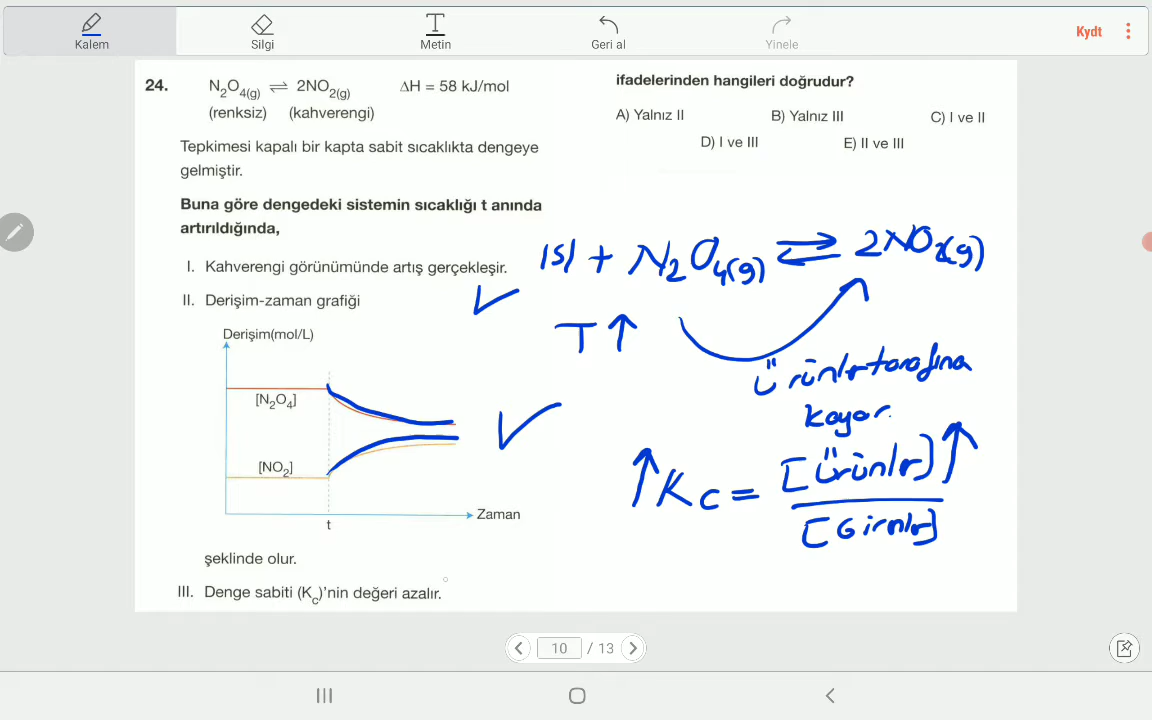 Kalem
Silgi
Metin
Geri al
Yinele
Kydt
24. N₂O₄(g) ⇌ 2NO₂(g) ΔH = 58 kJ/mol
(renksiz) (kahverengi)
Tepkimesi kapalı bir kapta sabit sıcaklıkta dengeye
gelmiştir.
Buna göre dengedeki sistemin sıcaklığı t anında
artırıldığında,
I. Kahverengi görünümünde artış gerçekleşir.
II. Derişim-zaman grafiği
Derişim(mol/L)
[N₂O₄]
[NO₂]
Zaman
t
şeklinde olur.
III. Denge sabiti (K꜀)'nin değeri azalır.
ifadelerinden hangileri doğrudur?
A) Yalnız II B) Yalnız III C) I ve II
D) I ve III E) II ve III
ısı + N₂O₄(g) ⇌ 2NO₂(g)
T ↑
ürünler tarafına
kayar.
↑ Kc = [ürünler] ↑
[Girenler]
10 / 13